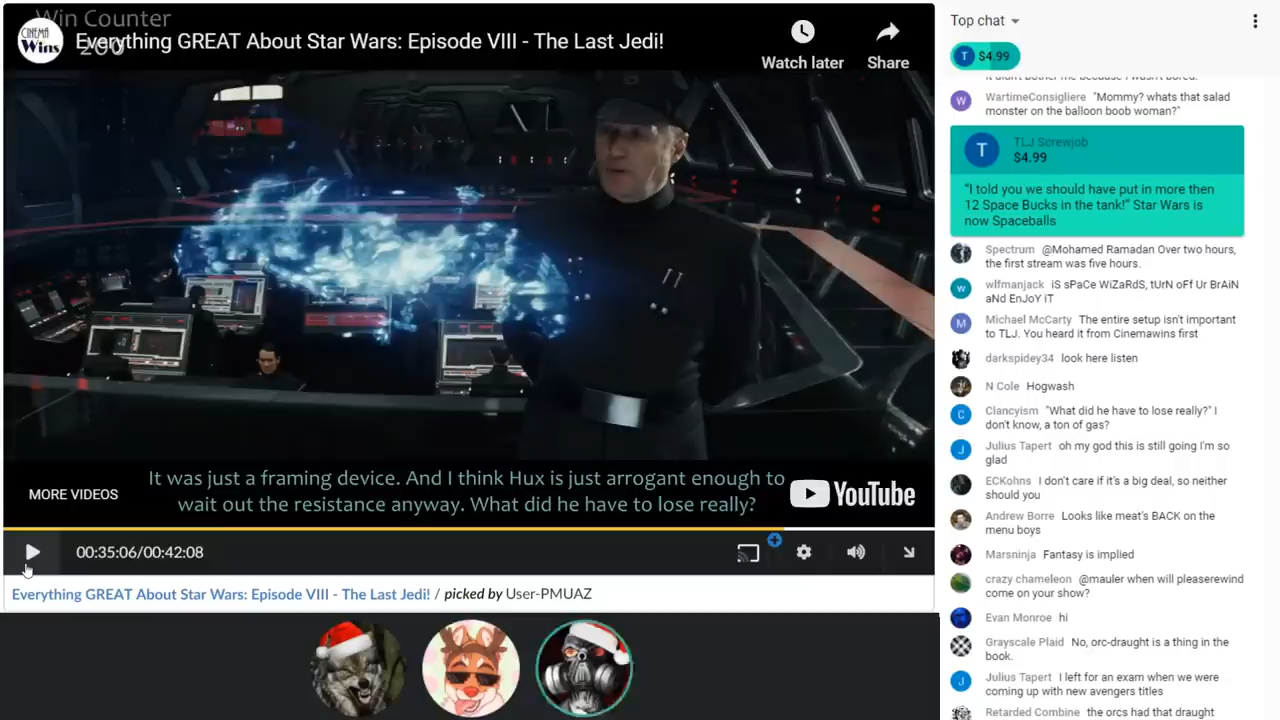 Win Counter
200
CINEMA
Wins
Everything GREAT About Star Wars: Episode VIII - The Last Jedi!
Watch later
Share
It was just a framing device. And I think Hux is just arrogant enough to
wait out the resistance anyway. What did he have to lose really?
MORE VIDEOS
YouTube
00:35:06/00:42:08
Everything GREAT About Star Wars: Episode VIII - The Last Jedi! / picked by User-PMUAZ
Top chat
T $4.99
it didn't bother me because I wasn't bored.
W WartimeConsigliere "Mommy? whats that salad
monster on the balloon boob woman?"
T TLJ Screwjob
$4.99
"I told you we should have put in more then
12 Space Bucks in the tank!" Star Wars is
now Spaceballs
Spectrum @Mohamed Ramadan Over two hours,
the first stream was five hours.
w wlfmanjack iS sPaCe WiZaRdS, tUrN oFf Ur BrAiN
aNd EnJoY iT
M Michael McCarty The entire setup isn't important
to TLJ. You heard it from Cinemawins first
darkspidey34 look here listen
N Cole Hogwash
C Clancyism "What did he have to lose really?" I
don't know, a ton of gas?
J Julius Tapert oh my god this is still going I'm so
glad
ECKohns I don't care if it's a big deal, so neither
should you
Andrew Borre Looks like meat's BACK on the
menu boys
Marsninja Fantasy is implied
crazy chameleon @mauler when will pleaserewind
come on your show?
Evan Monroe hi
Grayscale Plaid No, orc-draught is a thing in the
book.
J Julius Tapert I left for an exam when we were
coming up with new avengers titles
Retarded Combine the orcs had that draught